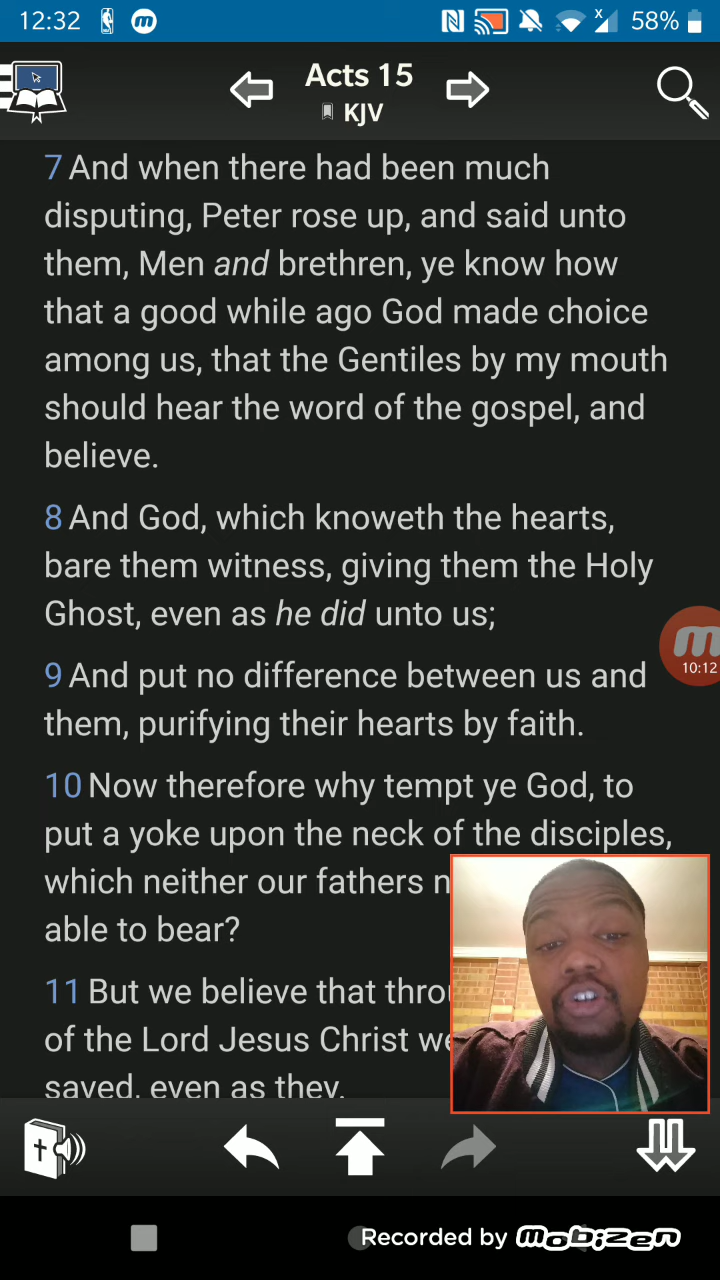 12:32
58%
Acts 15
KJV
7 And when there had been much
disputing, Peter rose up, and said unto
them, Men and brethren, ye know how
that a good while ago God made choice
among us, that the Gentiles by my mouth
should hear the word of the gospel, and
believe.
8 And God, which knoweth the hearts,
bare them witness, giving them the Holy
Ghost, even as he did unto us;
10:12
9 And put no difference between us and
them, purifying their hearts by faith.
10 Now therefore why tempt ye God, to
put a yoke upon the neck of the disciples,
which neither our fathers n
able to bear?
11 But we believe that throu
of the Lord Jesus Christ we
saved, even as they.
Recorded by mobizen